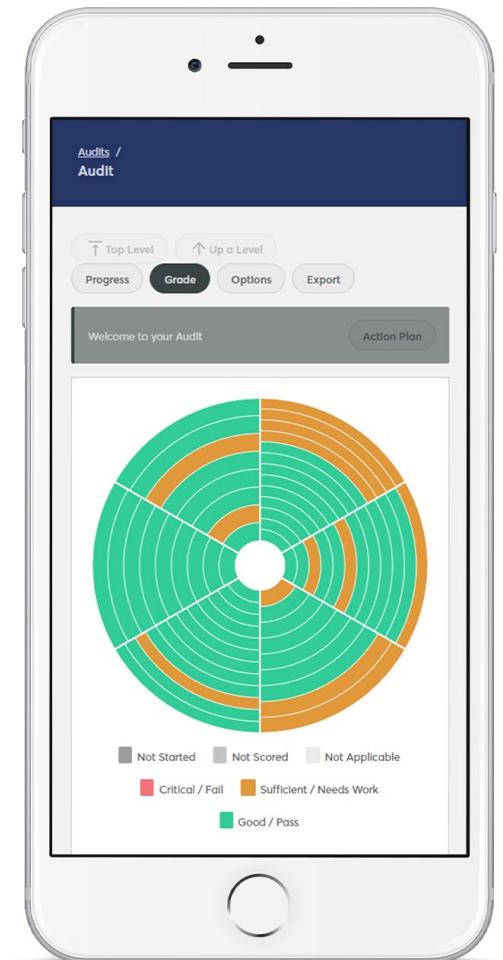 Audits /
Audit
Top Level Up a Level
Progress Grade Options Export
Welcome to your Audit Action Plan
Not Started Not Scored Not Applicable
Critical / Fail Sufficient / Needs Work
Good / Pass